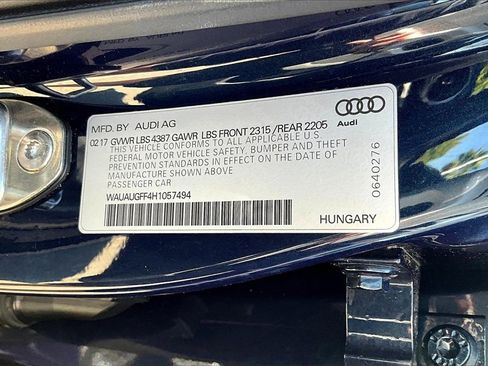 MFD. BY AUDI AG
02 17 GVWR LBS 4387 GAWR LBS FRONT 2315 / REAR 2205
THIS VEHICLE CONFORMS TO ALL APPLICABLE U.S.
FEDERAL MOTOR VEHICLE SAFETY, BUMPER AND THEFT
PREVENTION STANDARDS IN EFFECT ON THE DATE OF
MANUFACTURE SHOWN ABOVE.
PASSENGER CAR
WAUAUGFF4H1057494
Audi
0640276
HUNGARY